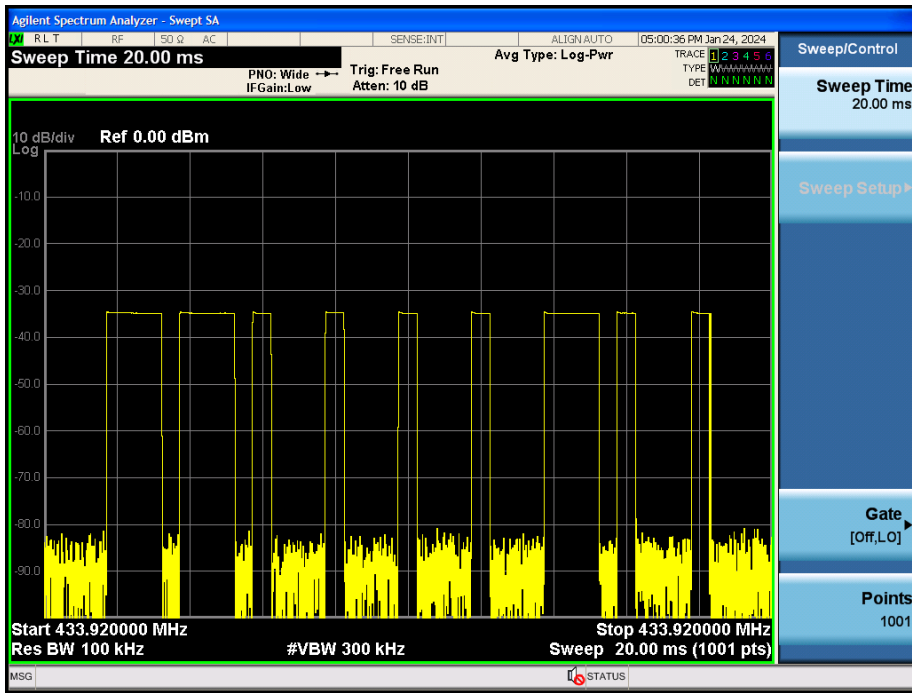 Agilent Spectrum Analyzer - Swept SA
LXI RLT RF 50 Ω AC SENSE:INT ALIGN AUTO 05:00:36 PM Jan 24, 2024
Sweep Time 20.00 ms
PNO: Wide
IFGain:Low
Trig: Free Run
Atten: 10 dB
Avg Type: Log-Pwr
TRACE 1 2 3 4 5 6
TYPE WWWWWW
DET N N N N N N
10 dB/div Ref 0.00 dBm
Log
-10.0
-20.0
-30.0
-40.0
-50.0
-60.0
-70.0
-80.0
-90.0
Start 433.920000 MHz Stop 433.920000 MHz
Res BW 100 kHz #VBW 300 kHz Sweep 20.00 ms (1001 pts)
MSG STATUS
Sweep/Control
Sweep Time
20.00 ms
Sweep Setup
Gate
[Off,LO]
Points
1001